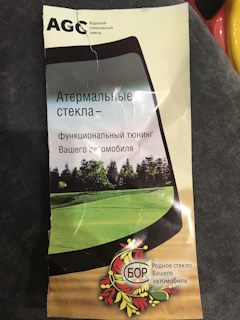 AGC
Борский
стекольный
завод
Атермальные
стекла–
функциональный тюнинг
Вашего автомобиля
БОР
Родное стекло
Вашего
автомобиля